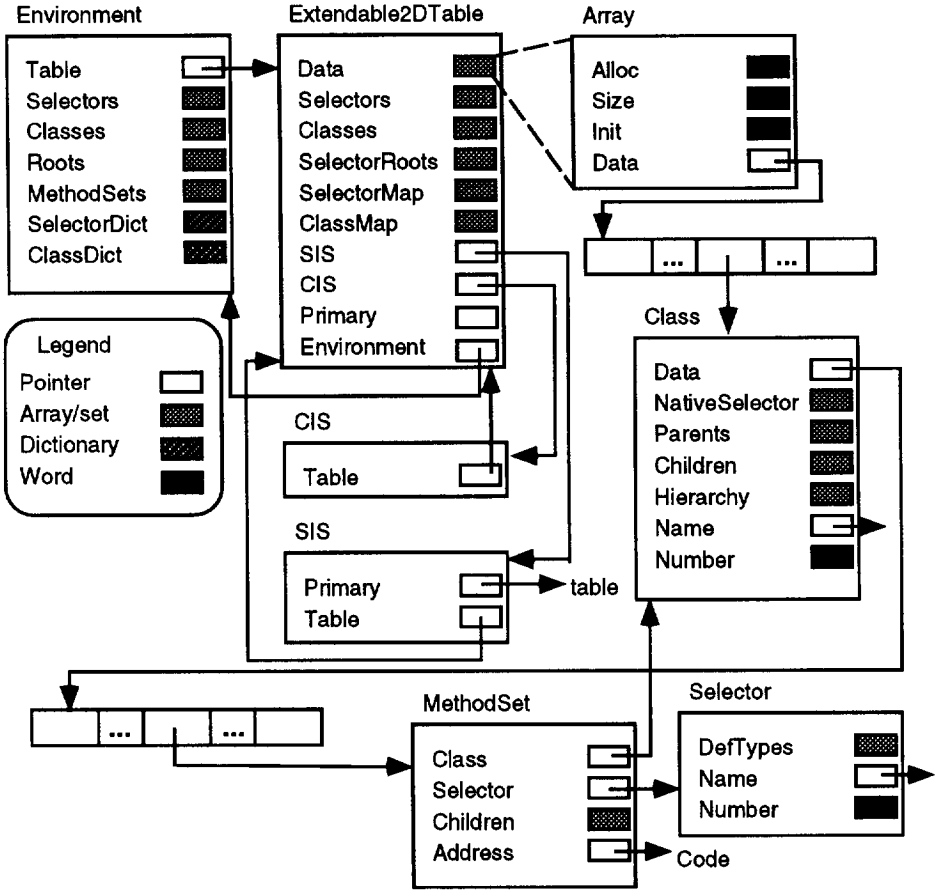 Environment
Table
Selectors
Classes
Roots
MethodSets
SelectorDict
ClassDict
Extendable2DTable
Data
Selectors
Classes
SelectorRoots
SelectorMap
ClassMap
SIS
CIS
Primary
Environment
Array
Alloc
Size
Init
Data
... ...
Legend
Pointer
Array/set
Dictionary
Word
CIS
Table
SIS
Primary
table
Table
Class
Data
NativeSelector
Parents
Children
Hierarchy
Name
Number
... ...
MethodSet
Class
Selector
Children
Address
Code
Selector
DefTypes
Name
Number